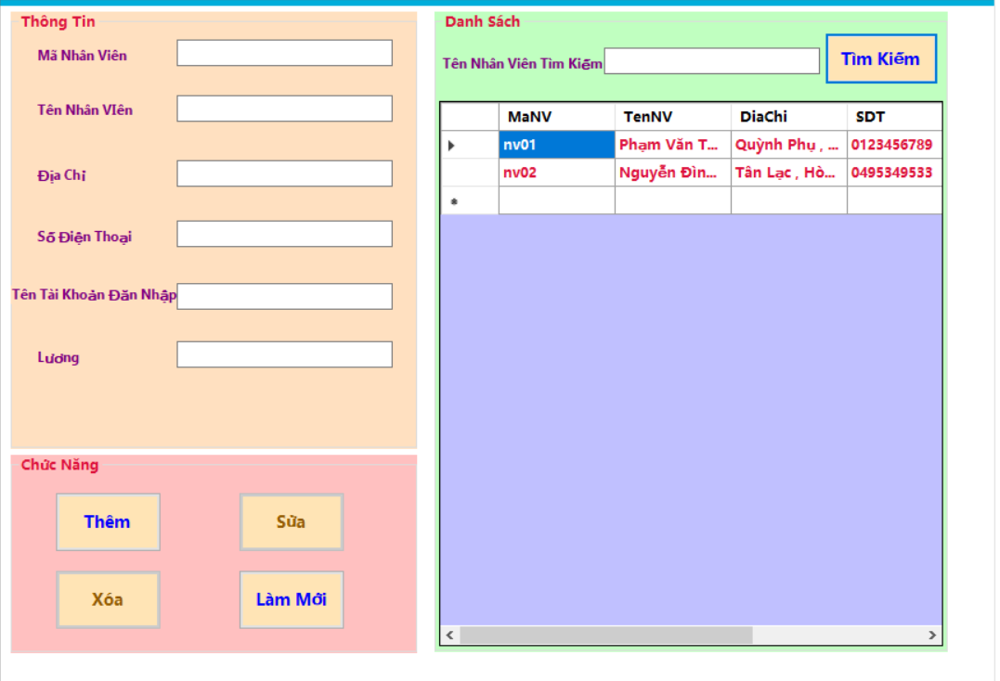 Thông Tin
Mã Nhân Viên
Tên Nhân VIên
Địa Chỉ
Số Điện Thoại
Tên Tài Khoản Đăn Nhập
Lương
Chức Năng
Thêm
Sửa
Xóa
Làm Mới
Danh Sách
Tên Nhân Viên Tìm Kiếm
Tìm Kiếm
MaNV TenNV DiaChi SDT
nv01 Phạm Văn T... Quỳnh Phụ , ... 0123456789
nv02 Nguyễn Đìn... Tân Lạc , Hò... 0495349533